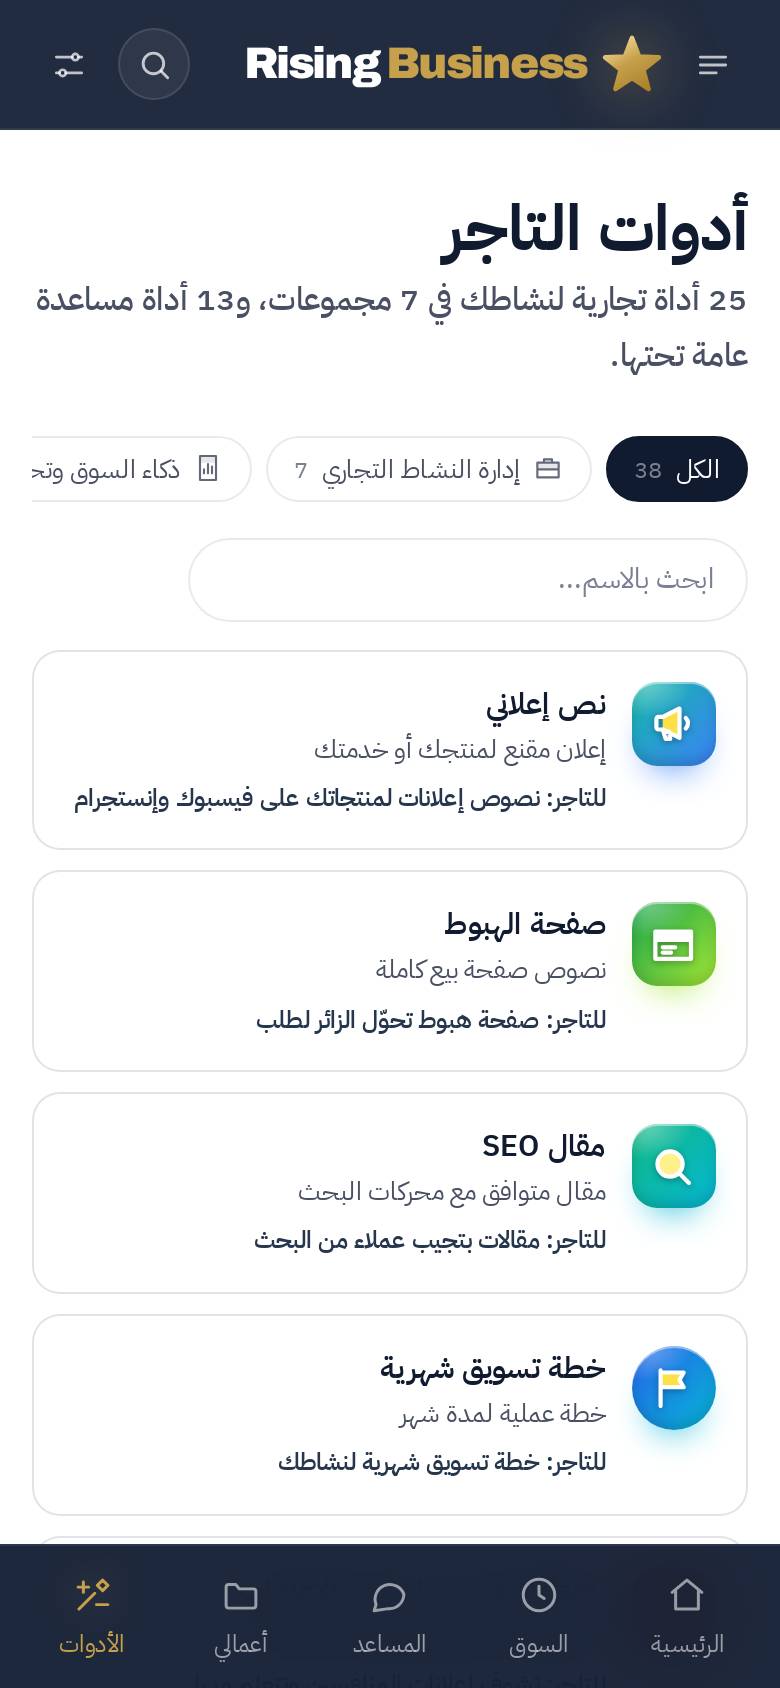 Rising Business
أدوات التاجر
25 أداة تجارية لنشاطك في 7 مجموعات، و13 أداة مساعدة
عامة تحتها.
الكل 38
إدارة النشاط التجاري 7
ذكاء السوق وتح
ابحث بالاسم...
نص إعلاني
إعلان مقنع لمنتجك أو خدمتك
للتاجر: نصوص إعلانات لمنتجاتك على فيسبوك وإنستجرام
صفحة الهبوط
نصوص صفحة بيع كاملة
للتاجر: صفحة هبوط تحوّل الزائر لطلب
مقال SEO
مقال متوافق مع محركات البحث
للتاجر: مقالات بتجيب عملاء من البحث
خطة تسويق شهرية
خطة عملية لمدة شهر
للتاجر: خطة تسويق شهرية لنشاطك
الرئيسية
السوق
المساعد
أعمالي
الأدوات